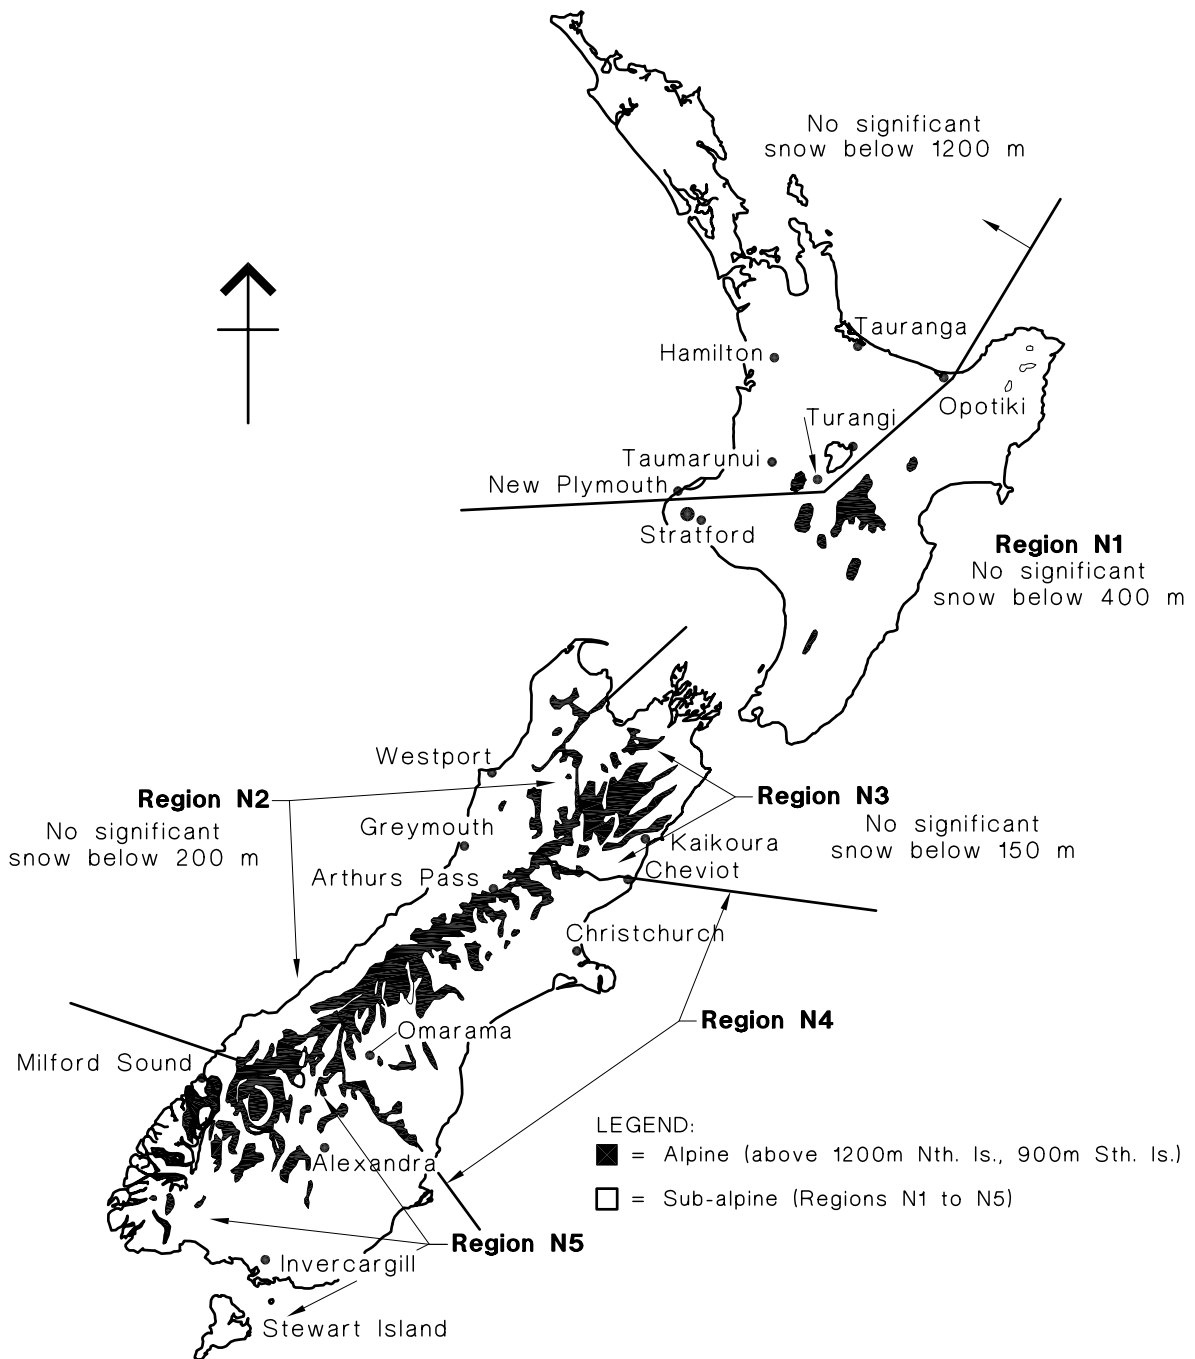 No significant
snow below 1200 m
Tauranga
Hamilton
Opotiki
Turangi
Taumarunui
New Plymouth
Stratford
Region N1
No significant
snow below 400 m
Westport
Region N2
No significant
snow below 200 m
Region N3
No significant
snow below 150 m
Greymouth
Kaikoura
Arthurs Pass
Cheviot
Christchurch
Region N4
Omarama
Milford Sound
LEGEND:
= Alpine (above 1200m Nth. Is., 900m Sth. Is.)
= Sub-alpine (Regions N1 to N5)
Alexandra
Region N5
Invercargill
Stewart Island